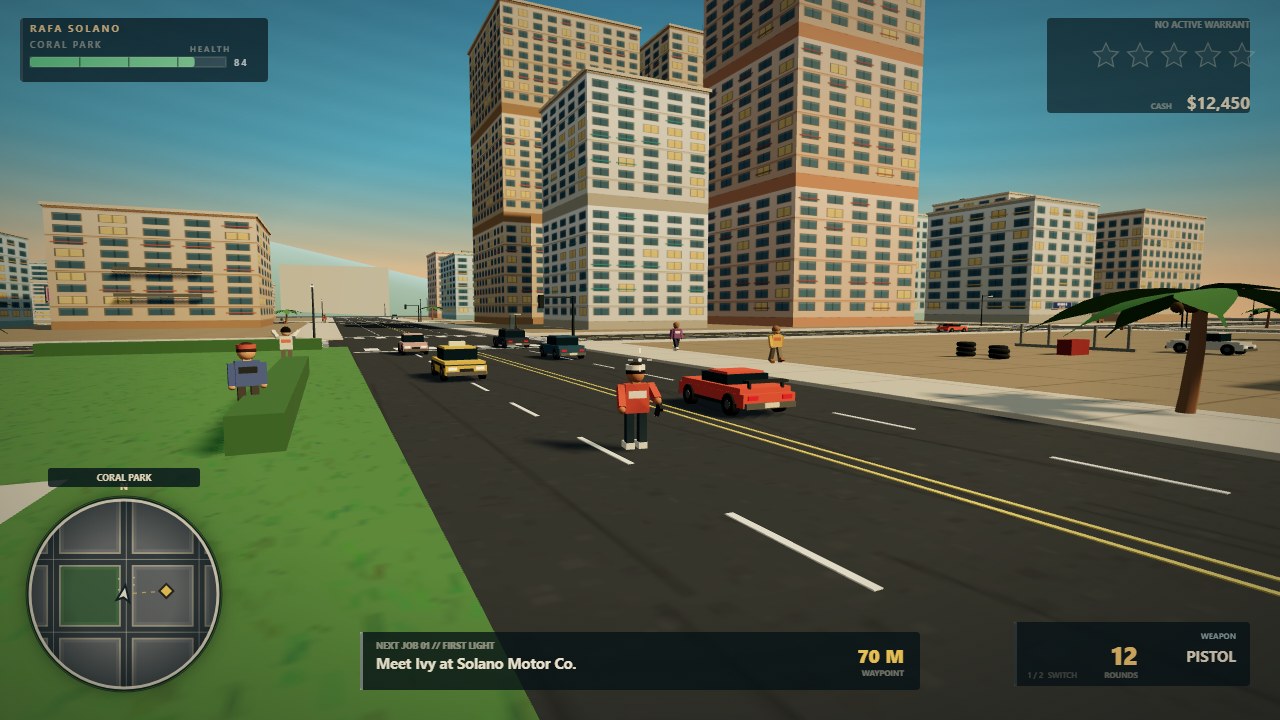 RAFA SOLANO
CORAL PARK
HEALTH
84
NO ACTIVE WARRANT
CASH $12,450
CORAL PARK
N
NEXT JOB 01 // FIRST LIGHT
Meet Ivy at Solano Motor Co.
70 M
WAYPOINT
WEAPON
PISTOL
12
ROUNDS
1/2 SWITCH